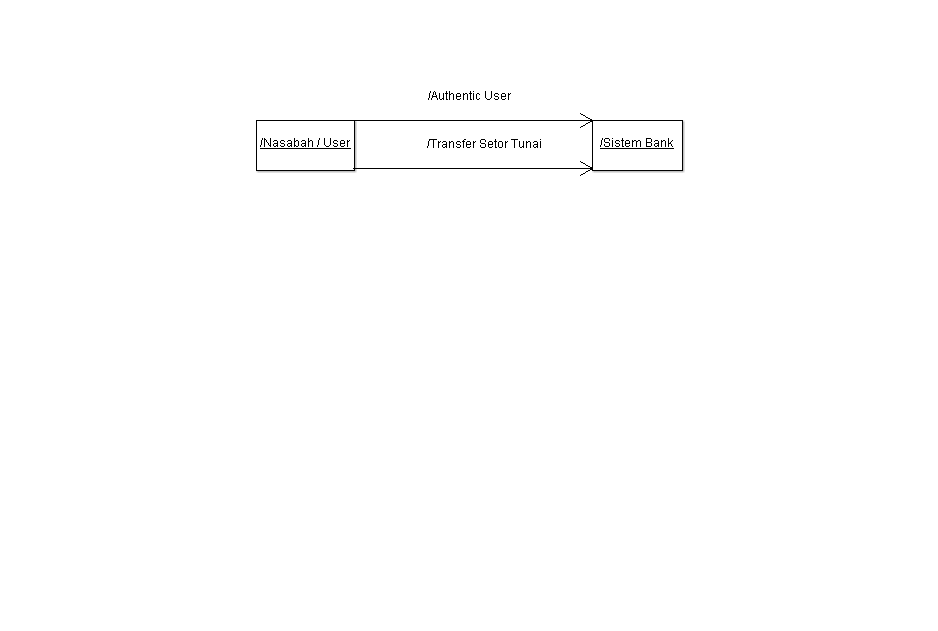 /Authentic User
/Nasabah / User
/Transfer Setor Tunai
/Sistem Bank